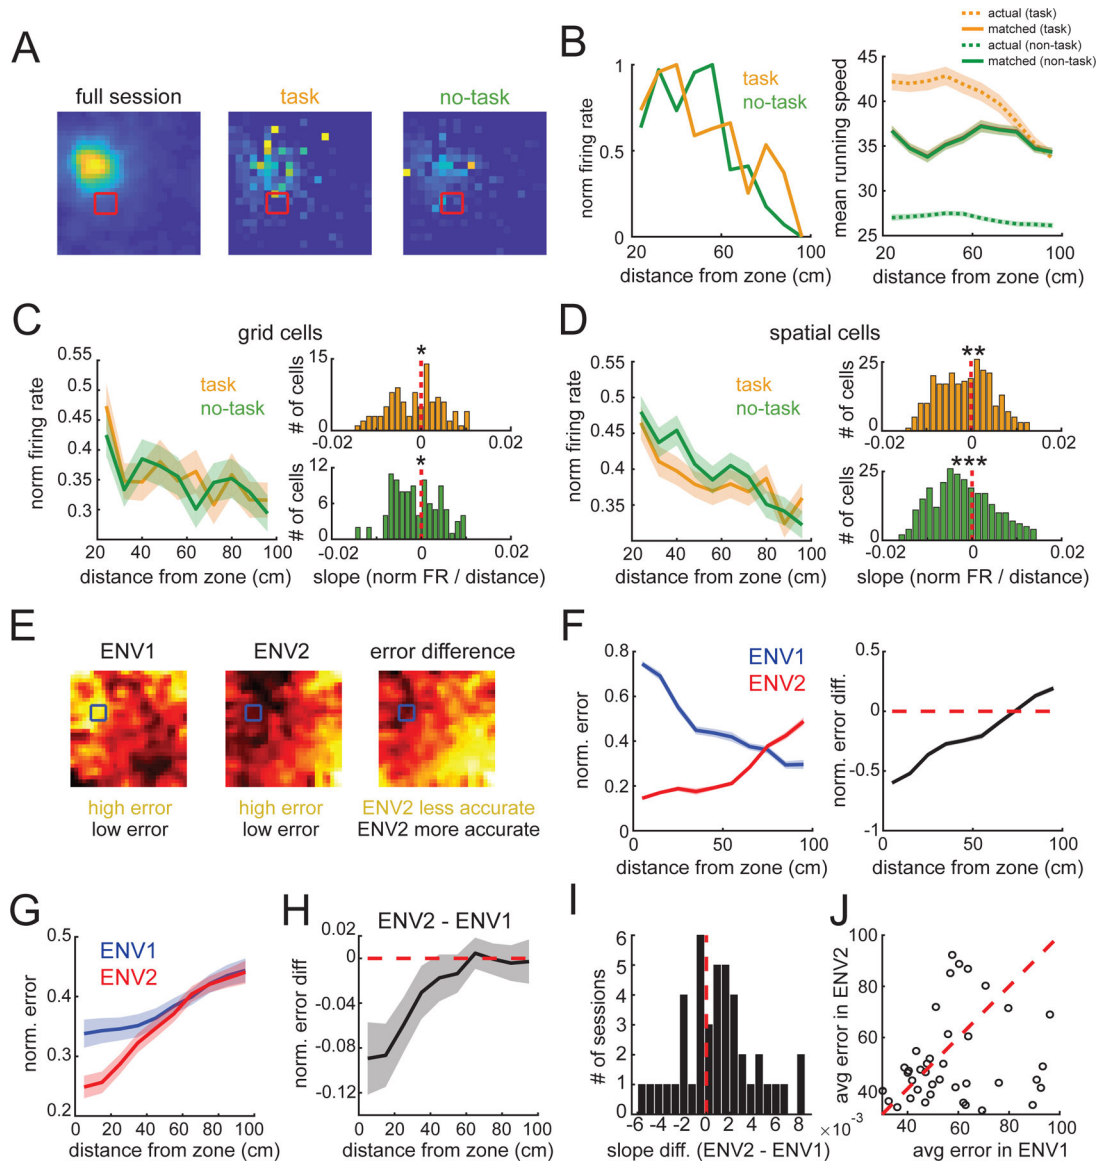 A
full session
task
no-task
B
norm firing rate
1
0.5
0
task
no-task
20
60
100
distance from zone (cm)
actual (task)
matched (task)
actual (non-task)
matched (non-task)
mean running speed
45
40
35
30
25
20
60
100
distance from zone (cm)
C
grid cells
norm firing rate
0.55
0.45
0.4
0.35
0.3
task
no-task
20
40
60
80
100
distance from zone (cm)
# of cells
15
*
-0.02
0
0.02
# of cells
12
*
-0.02
0
0.02
slope (norm FR / distance)
D
spatial cells
norm firing rate
0.55
0.45
0.4
0.35
task
no-task
20
40
60
80
100
distance from zone (cm)
# of cells
25
**
-0.02
0
0.02
# of cells
25
***
-0.02
0
0.02
slope (norm FR / distance)
E
ENV1
ENV2
error difference
high error
low error
high error
low error
ENV2 less accurate
ENV2 more accurate
F
norm. error
0.8
0.6
0.4
0.2
0
ENV1
ENV2
0
50
100
distance from zone (cm)
norm. error diff.
0
-0.5
-1
0
50
100
distance from zone (cm)
G
norm. error
0.5
0.4
0.3
0.2
ENV1
ENV2
0
20
40
60
80
100
distance from zone (cm)
H
ENV2 - ENV1
norm. error diff
0.02
0
-0.04
-0.08
-0.12
0
20
40
60
80
100
distance from zone (cm)
I
# of sessions
6
5
4
3
2
1
0
-6
-4
-2
0
2
4
6
8
×10
-3
slope diff. (ENV2 - ENV1)
J
avg error in ENV2
100
80
60
40
40
60
80
100
avg error in ENV1